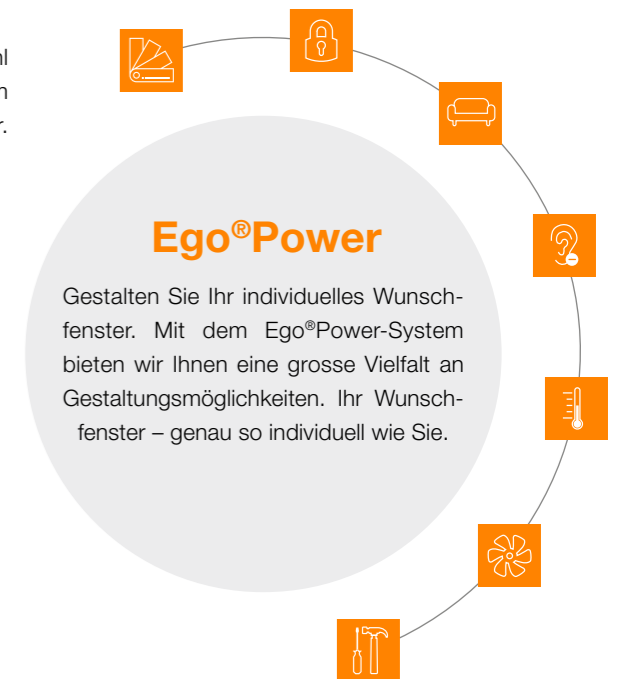 Ego®Power
Gestalten Sie Ihr individuelles Wunsch-
fenster. Mit dem Ego®Power-System
bieten wir Ihnen eine grosse Vielfalt an
Gestaltungsmöglichkeiten. Ihr Wunsch-
fenster – genau so individuell wie Sie.